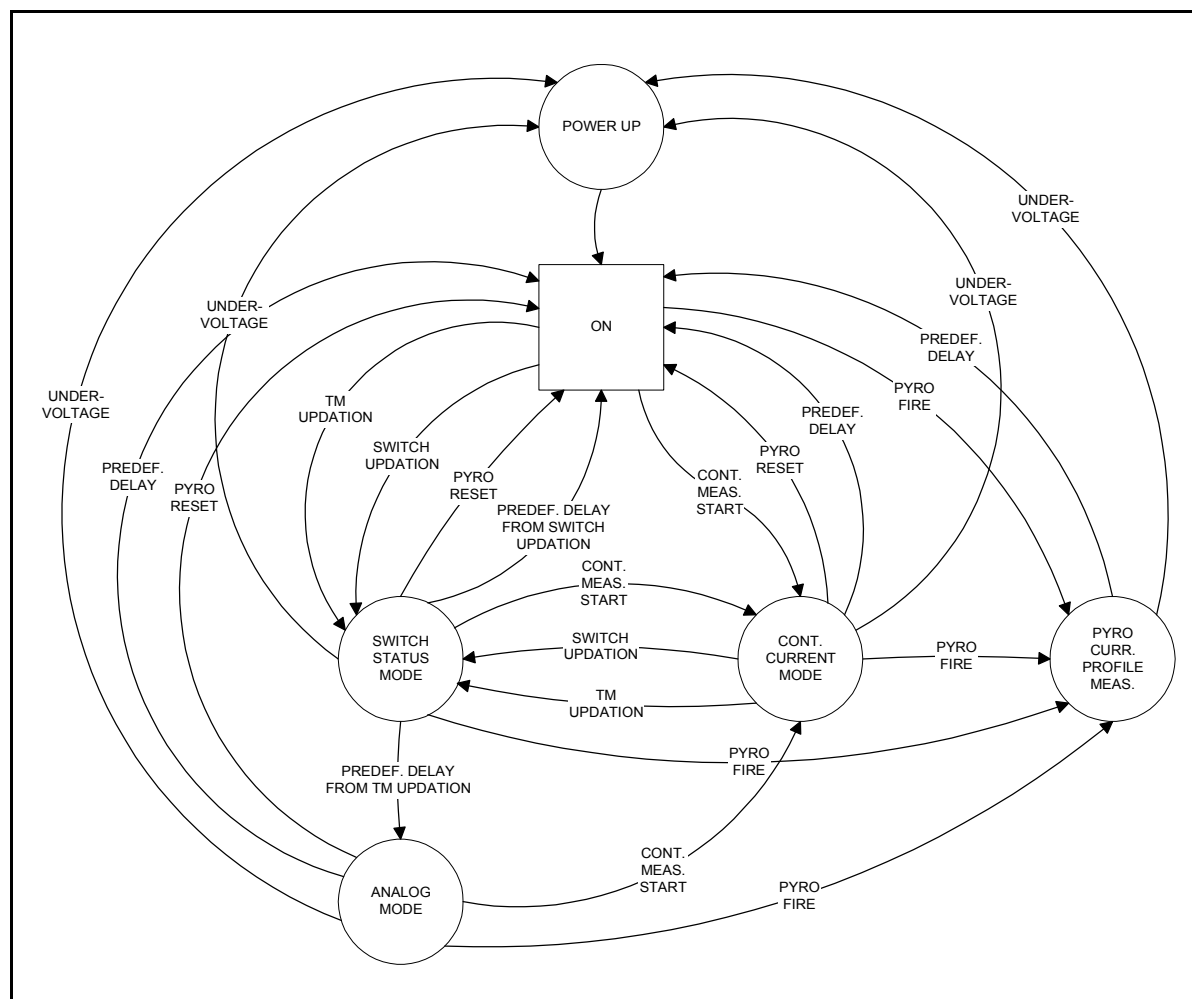 POWER UP
UNDER-
VOLTAGE
UNDER-
VOLTAGE
UNDER-
VOLTAGE
ON
PREDEF.
DELAY
UNDER-
VOLTAGE
PYRO
FIRE
TM
UPDATION
PREDEF.
DELAY
SWITCH
UPDATION
PYRO
RESET
PREDEF.
DELAY
PYRO
RESET
PYRO
RESET
CONT.
MEAS.
START
PREDEF. DELAY
FROM SWITCH
UPDATION
CONT.
MEAS.
START
SWITCH
STATUS
MODE
SWITCH
UPDATION
CONT.
CURRENT
MODE
PYRO
FIRE
PYRO
CURR.
PROFILE
MEAS.
TM
UPDATION
PYRO
FIRE
PREDEF. DELAY
FROM TM UPDATION
CONT.
MEAS.
START
ANALOG
MODE
PYRO
FIRE